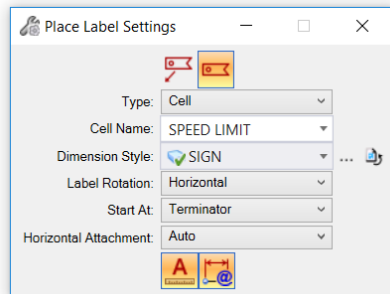 Place Label Settings
Type: Cell
Cell Name: SPEED LIMIT
Dimension Style: SIGN ...
Label Rotation: Horizontal
Start At: Terminator
Horizontal Attachment: Auto
A @